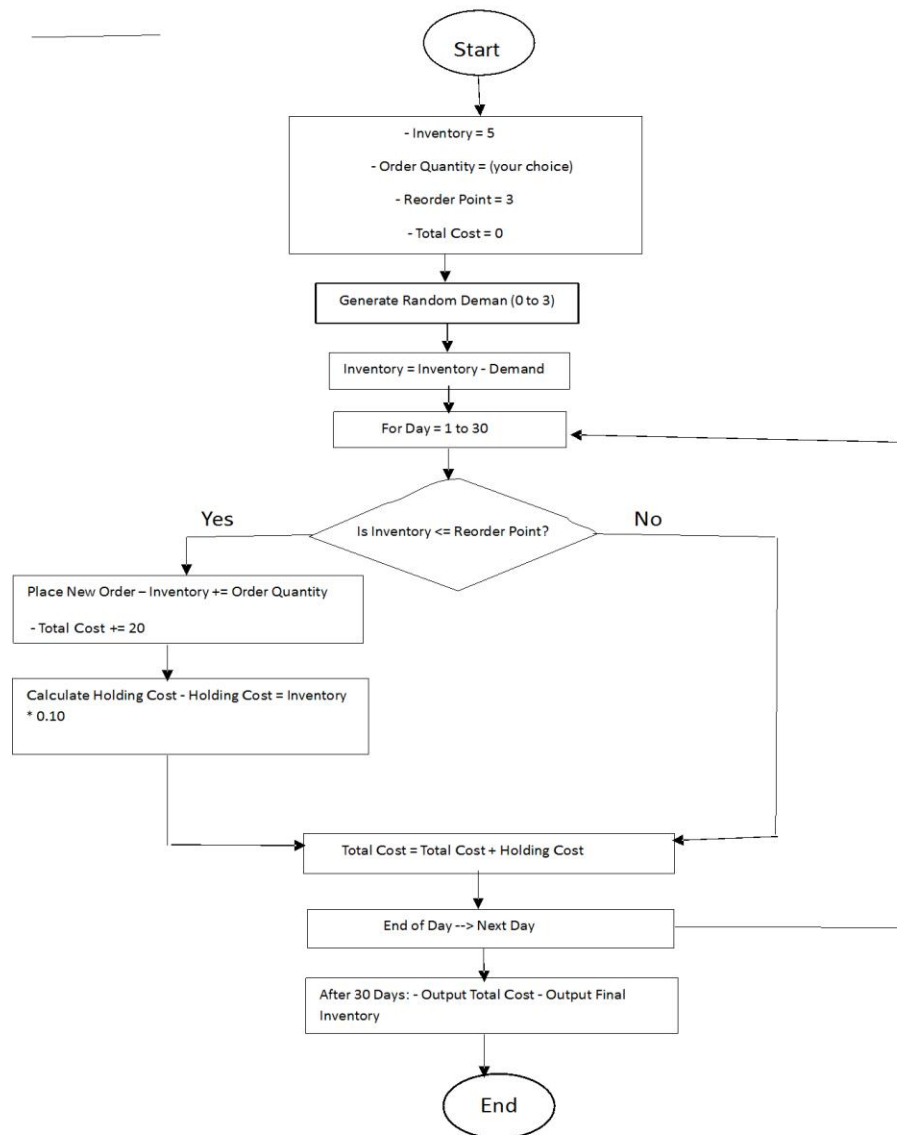 Start
- Inventory = 5
- Order Quantity = (your choice)
- Reorder Point = 3
- Total Cost = 0
Generate Random Deman (0 to 3)
Inventory = Inventory - Demand
For Day = 1 to 30
Is Inventory <= Reorder Point?
Yes
No
Place New Order – Inventory += Order Quantity
- Total Cost += 20
Calculate Holding Cost - Holding Cost = Inventory
* 0.10
Total Cost = Total Cost + Holding Cost
End of Day --> Next Day
After 30 Days: - Output Total Cost - Output Final
Inventory
End